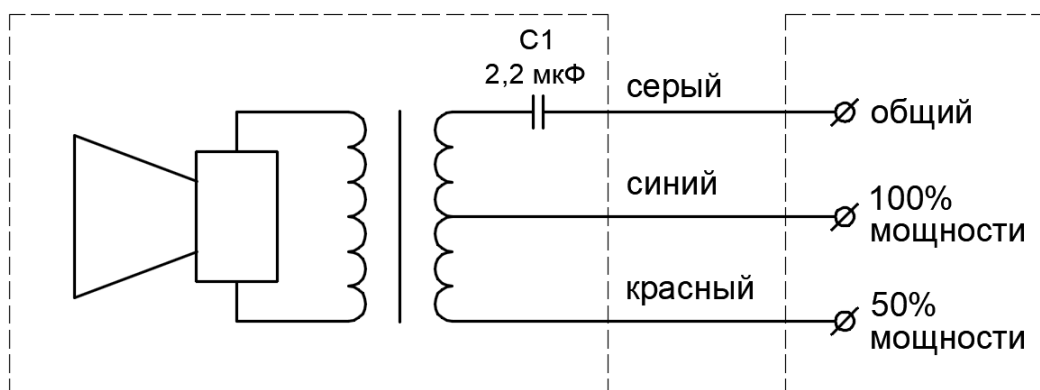 C1
2,2 мкФ
серый
общий
синий
100%
мощности
красный
50%
мощности